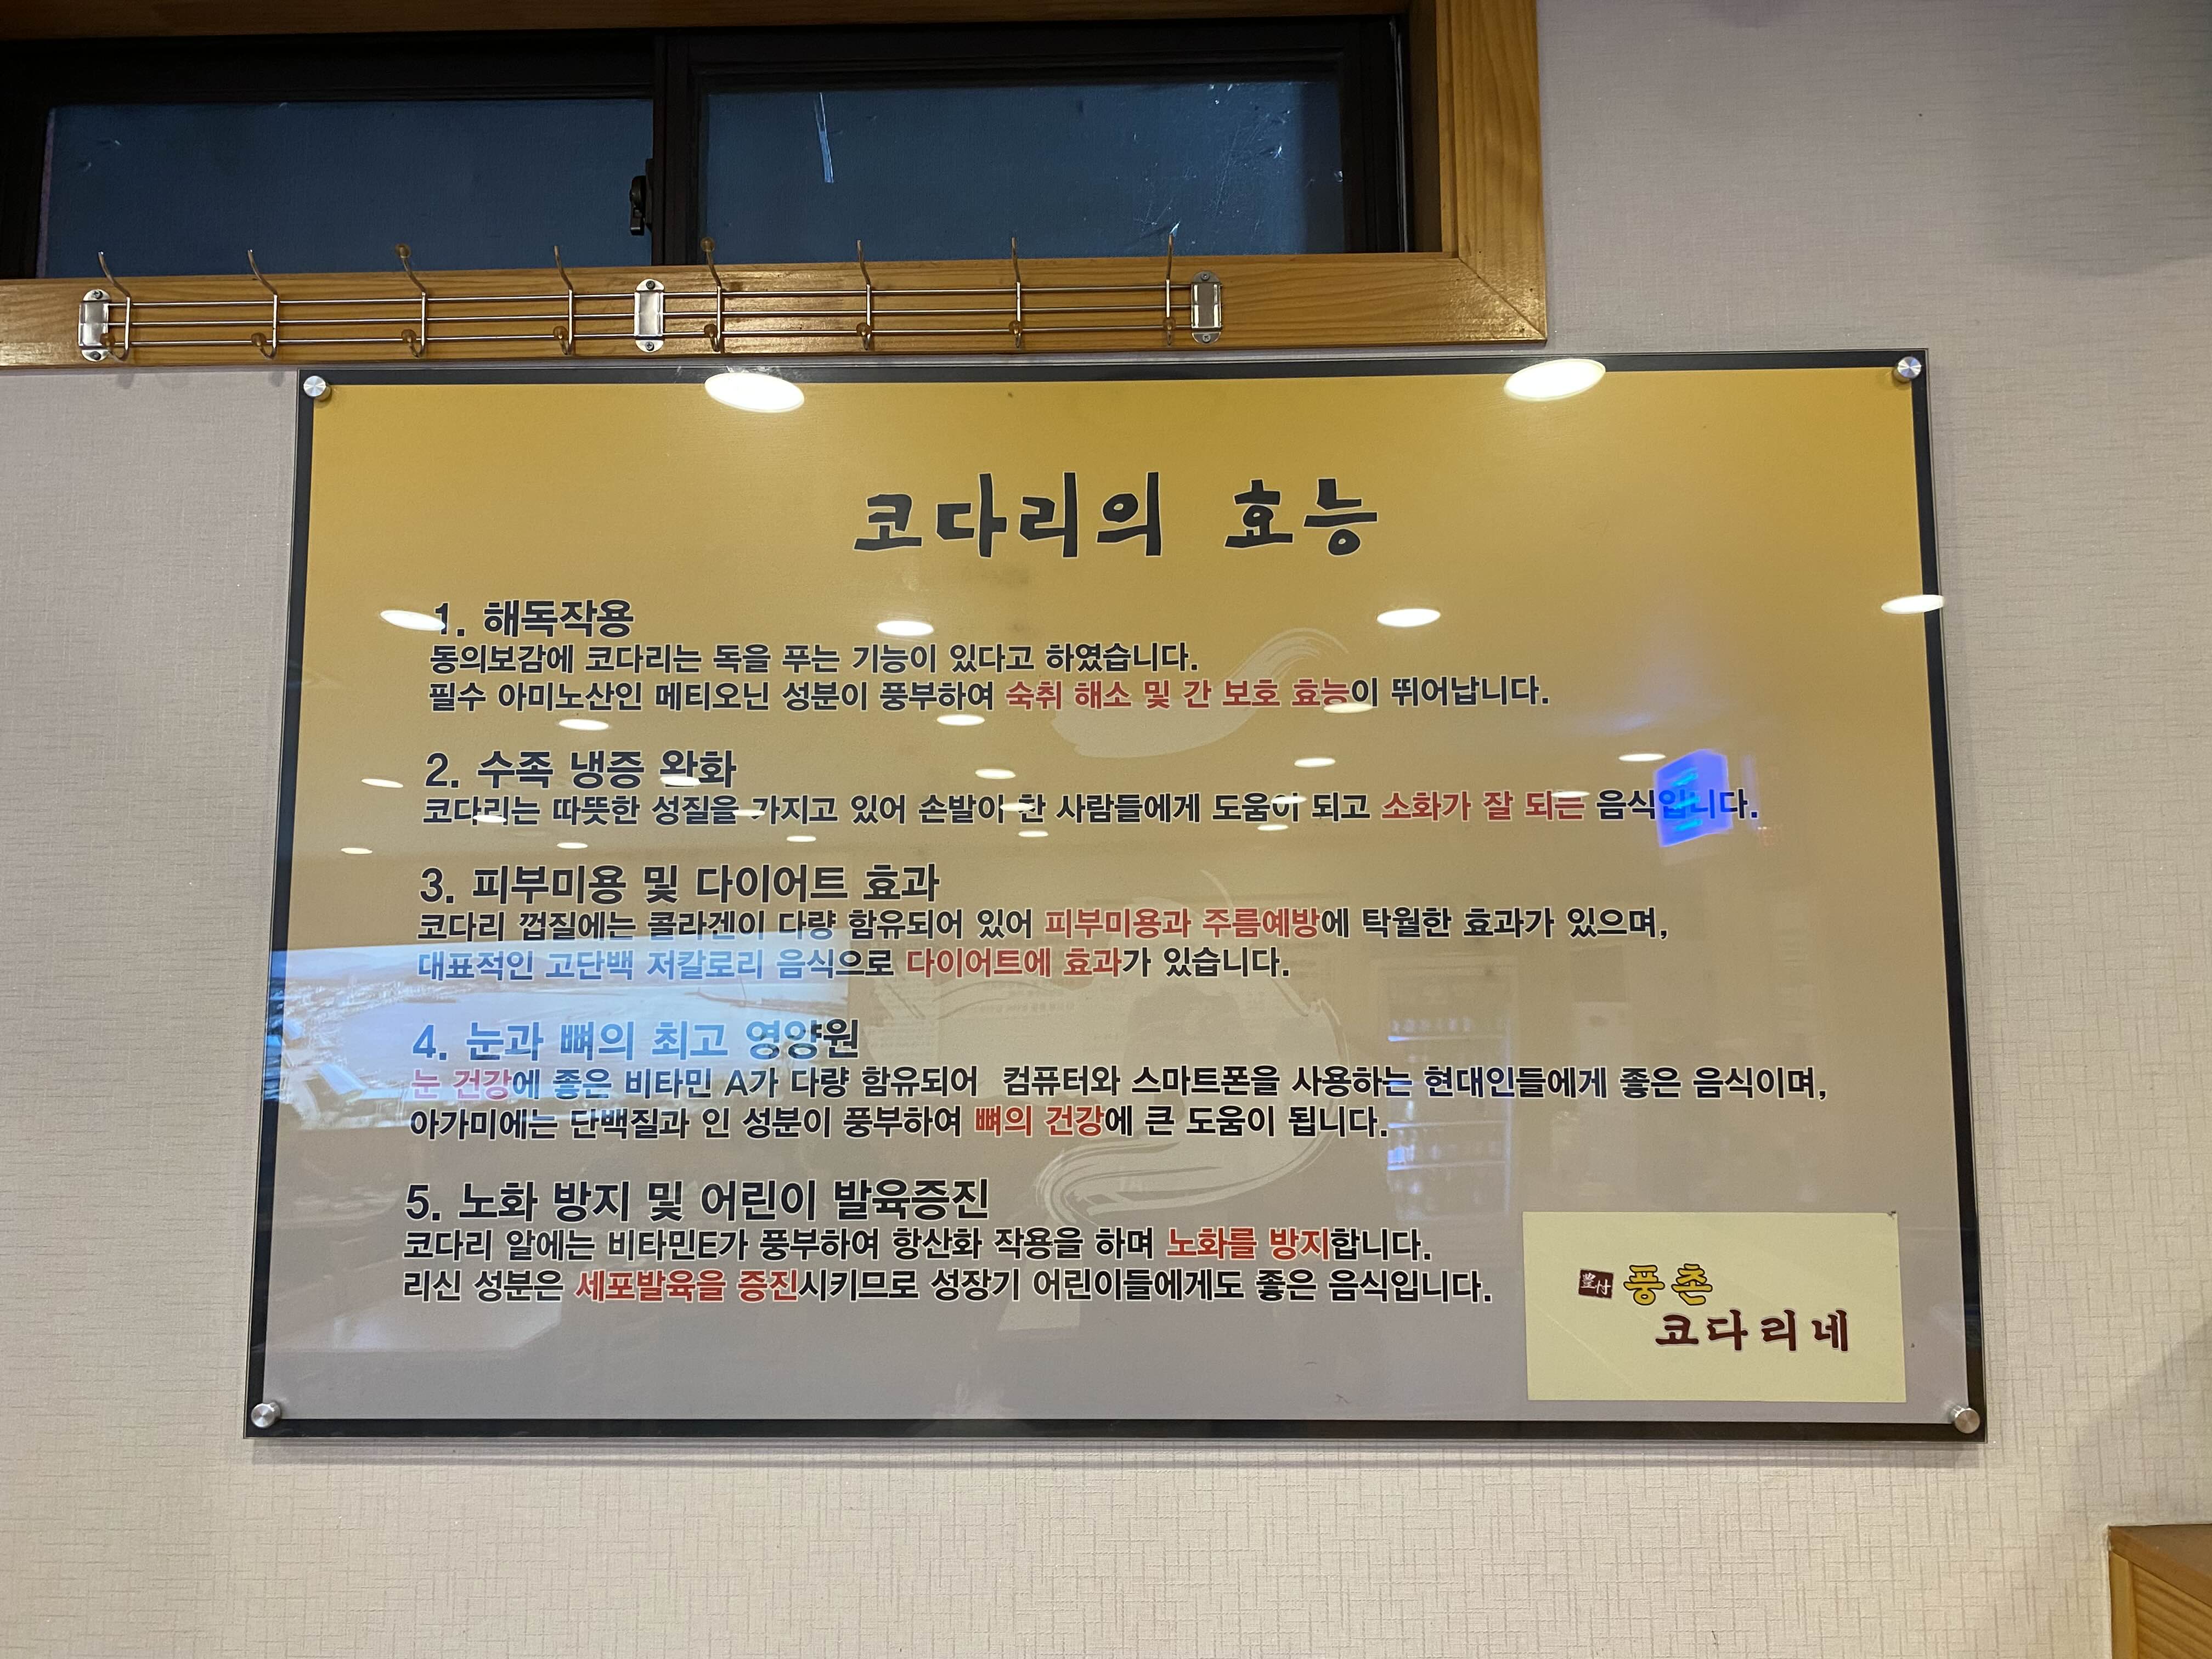 코다리의 효능
1. 해독작용
동의보감에 코다리는 독을 푸는 기능이 있다고 하였습니다.
필수 아미노산인 메티오닌 성분이 풍부하여 숙취 해소 및 간 보호 효능이 뛰어납니다.
2. 수족 냉증 완화
코다리는 따뜻한 성질을 가지고 있어 손발이 찬 사람들에게 도움이 되고 소화가 잘 되는 음식입니다.
3. 피부미용 및 다이어트 효과
코다리 껍질에는 콜라겐이 다량 함유되어 있어 피부미용과 주름예방에 탁월한 효과가 있으며,
대표적인 고단백 저칼로리 음식으로 다이어트에 효과가 있습니다.
4. 눈과 뼈의 최고 영양원
눈 건강에 좋은 비타민 A가 다량 함유되어 컴퓨터와 스마트폰을 사용하는 현대인들에게 좋은 음식이며,
아가미에는 단백질과 인 성분이 풍부하여 뼈의 건강에 큰 도움이 됩니다.
5. 노화 방지 및 어린이 발육증진
코다리 알에는 비타민E가 풍부하여 항산화 작용을 하며 노화를 방지합니다.
리신 성분은 세포발육을 증진시키므로 성장기 어린이들에게도 좋은 음식입니다.
풍촌
코다리네